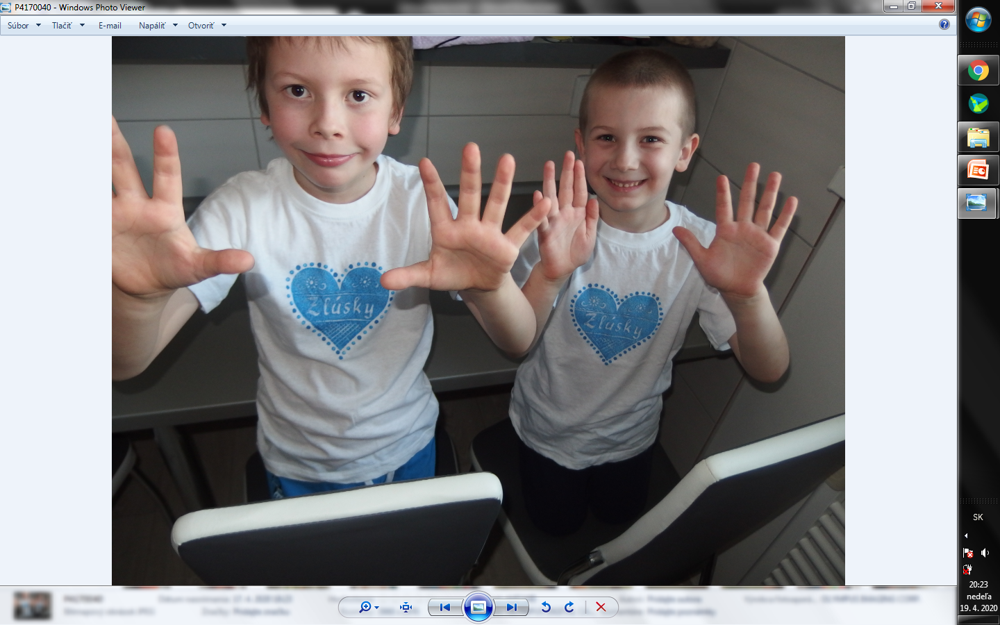 P4170040 - Windows Photo Viewer
Súbor Tlačiť E-mail Napáliť Otvoriť
Zlúsky
Zlúsky
SK
20:23
nedeľa
19. 4. 2020